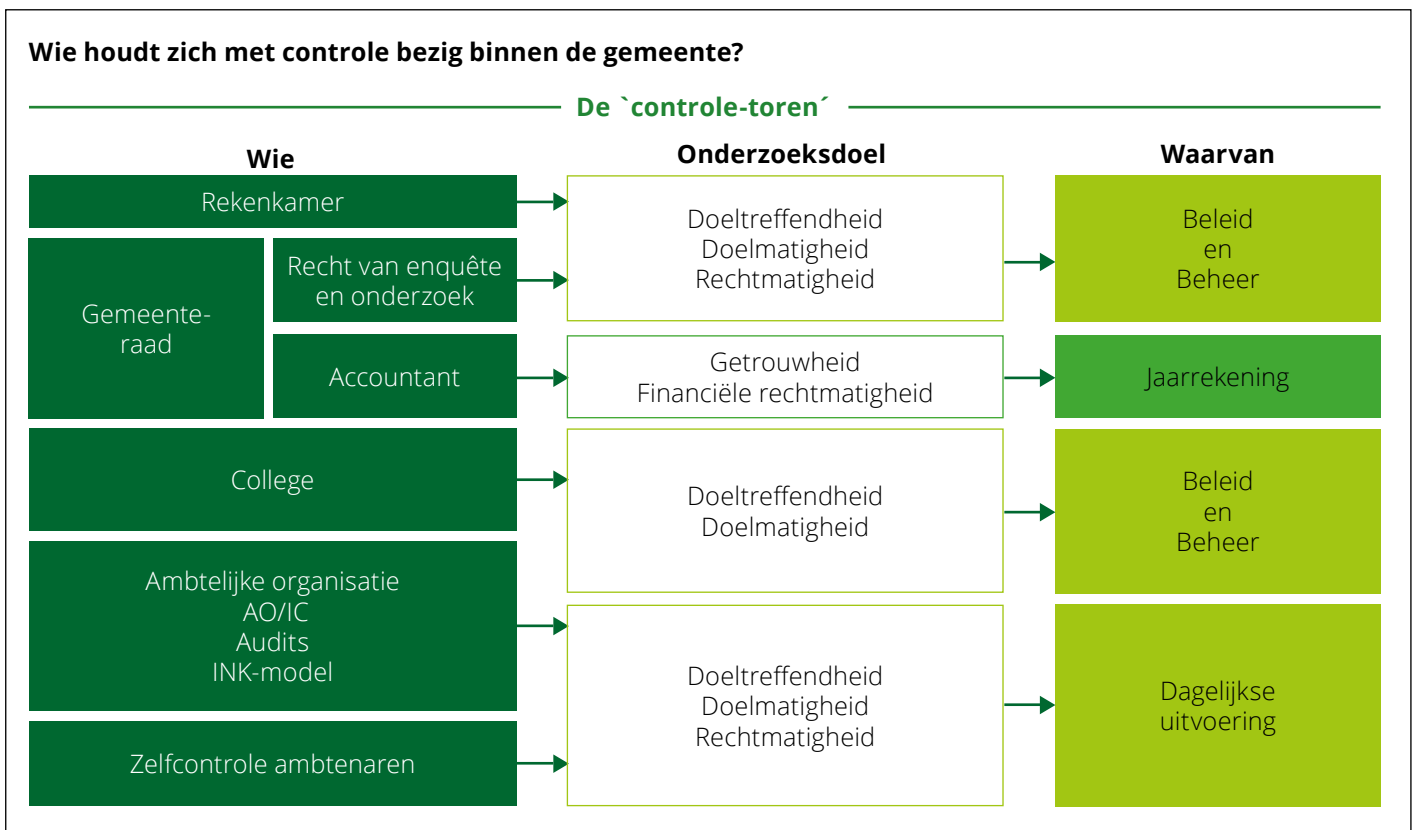 Wie houdt zich met controle bezig binnen de gemeente?
De `controle-toren´
Wie
Onderzoeksdoel
Waarvan
Rekenkamer
Gemeente-
raad
Recht van enquête
en onderzoek
Accountant
Doeltreffendheid
Doelmatigheid
Rechtmatigheid
Beleid
en
Beheer
Getrouwheid
Financiële rechtmatigheid
Jaarrekening
College
Doeltreffendheid
Doelmatigheid
Beleid
en
Beheer
Ambtelijke organisatie
AO/IC
Audits
INK-model
Zelfcontrole ambtenaren
Doeltreffendheid
Doelmatigheid
Rechtmatigheid
Dagelijkse
uitvoering